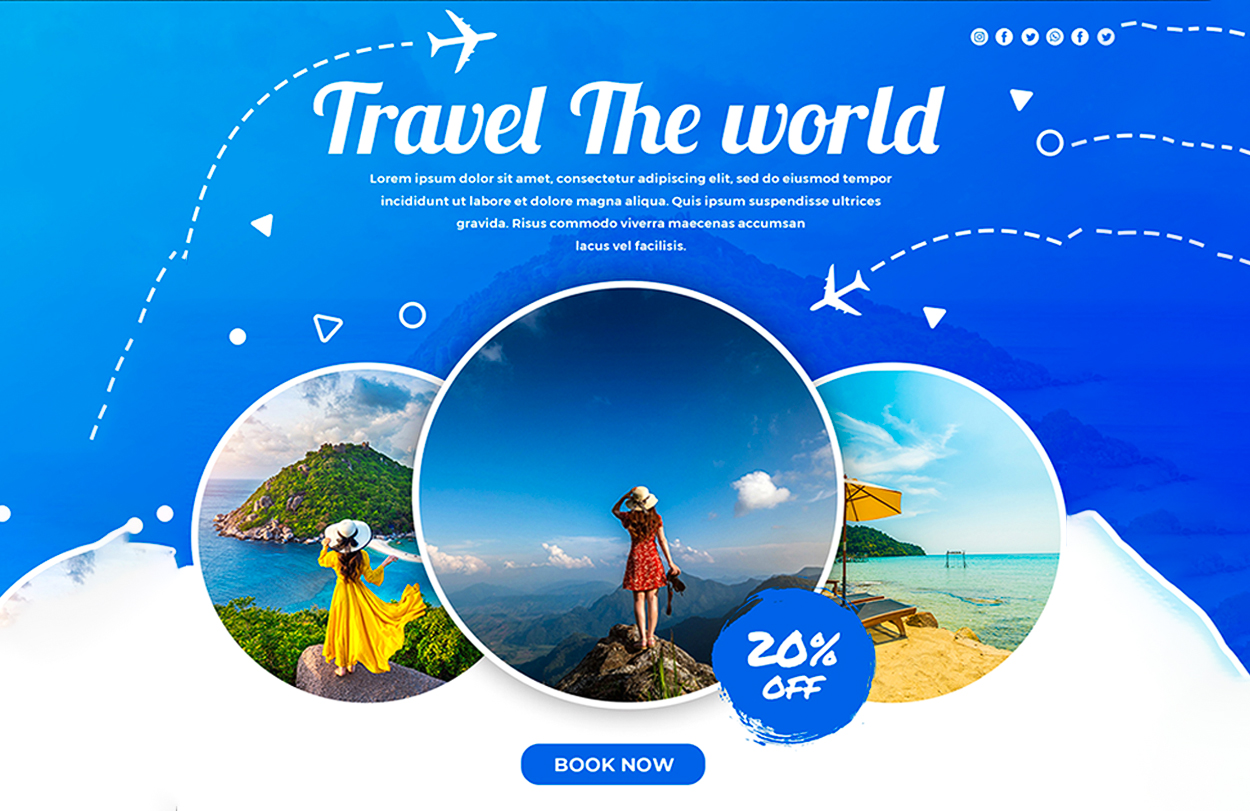 Travel The world
Lorem ipsum dolor sit amet, consectetur adipiscing elit, sed do eiusmod tempor
incididunt ut labore et dolore magna aliqua. Quis ipsum suspendisse ultrices
gravida. Risus commodo viverra maecenas accumsan
lacus vel facilisis.
20%
OFF
BOOK NOW